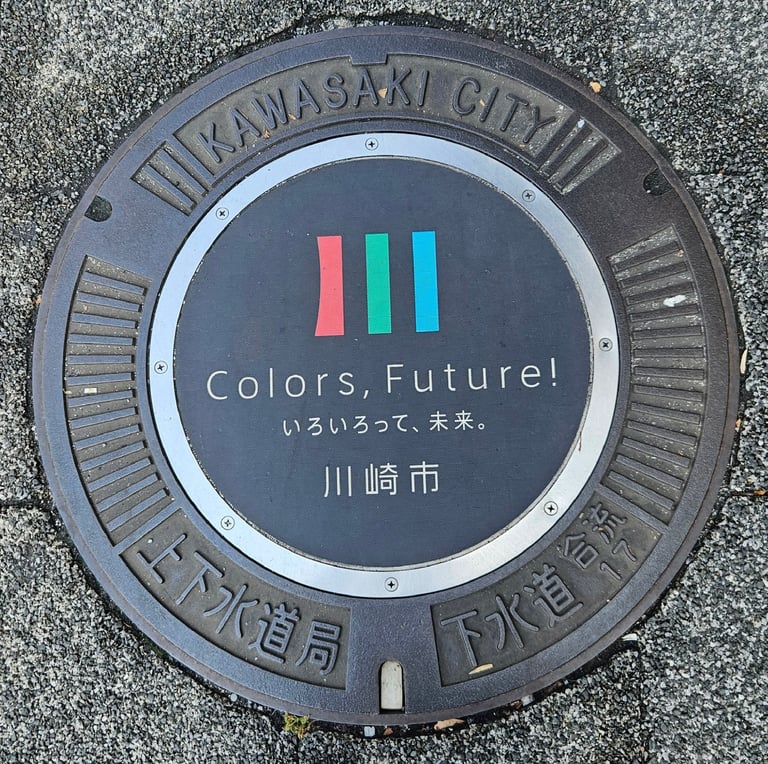 KAWASAKI CITY
Colors, Future!
いろいろって、未来。
川崎市
上下水道局
下水道
合流
17